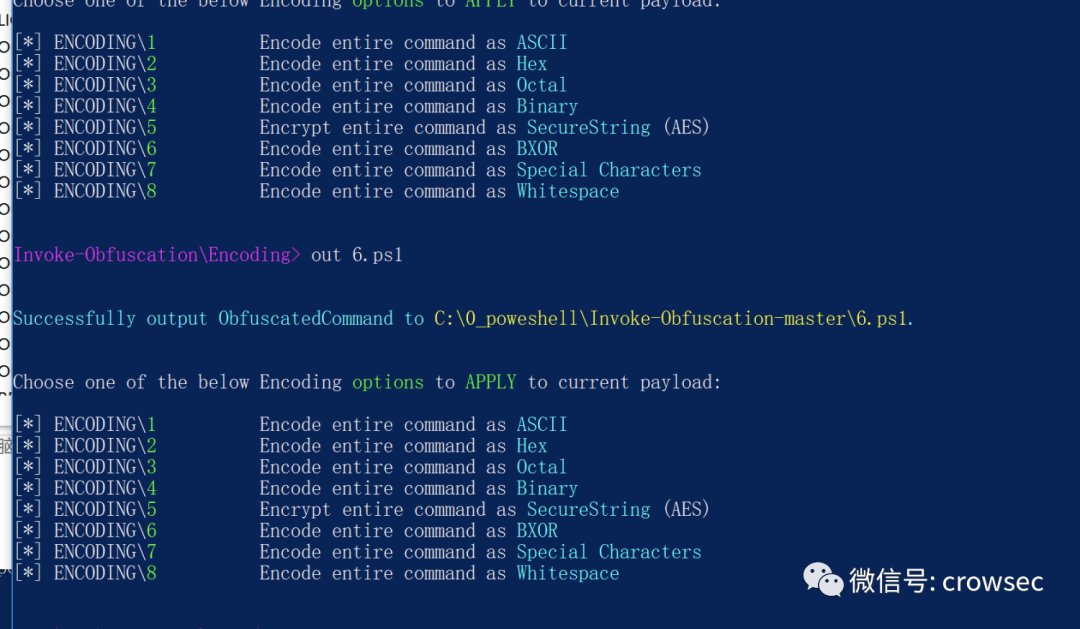 Choose one of the below Encoding options to APPLY to current payload:
[*] ENCODING\1 Encode entire command as ASCII
[*] ENCODING\2 Encode entire command as Hex
[*] ENCODING\3 Encode entire command as Octal
[*] ENCODING\4 Encode entire command as Binary
[*] ENCODING\5 Encrypt entire command as SecureString (AES)
[*] ENCODING\6 Encode entire command as BXOR
[*] ENCODING\7 Encode entire command as Special Characters
[*] ENCODING\8 Encode entire command as Whitespace
Invoke-Obfuscation\Encoding> out 6.ps1
Successfully output ObfuscatedCommand to C:\0_poweshell\Invoke-Obfuscation-master\6.ps1.
Choose one of the below Encoding options to APPLY to current payload:
[*] ENCODING\1 Encode entire command as ASCII
[*] ENCODING\2 Encode entire command as Hex
[*] ENCODING\3 Encode entire command as Octal
[*] ENCODING\4 Encode entire command as Binary
[*] ENCODING\5 Encrypt entire command as SecureString (AES)
[*] ENCODING\6 Encode entire command as BXOR
[*] ENCODING\7 Encode entire command as Special Characters
[*] ENCODING\8 Encode entire command as Whitespace
微信号: crowsec